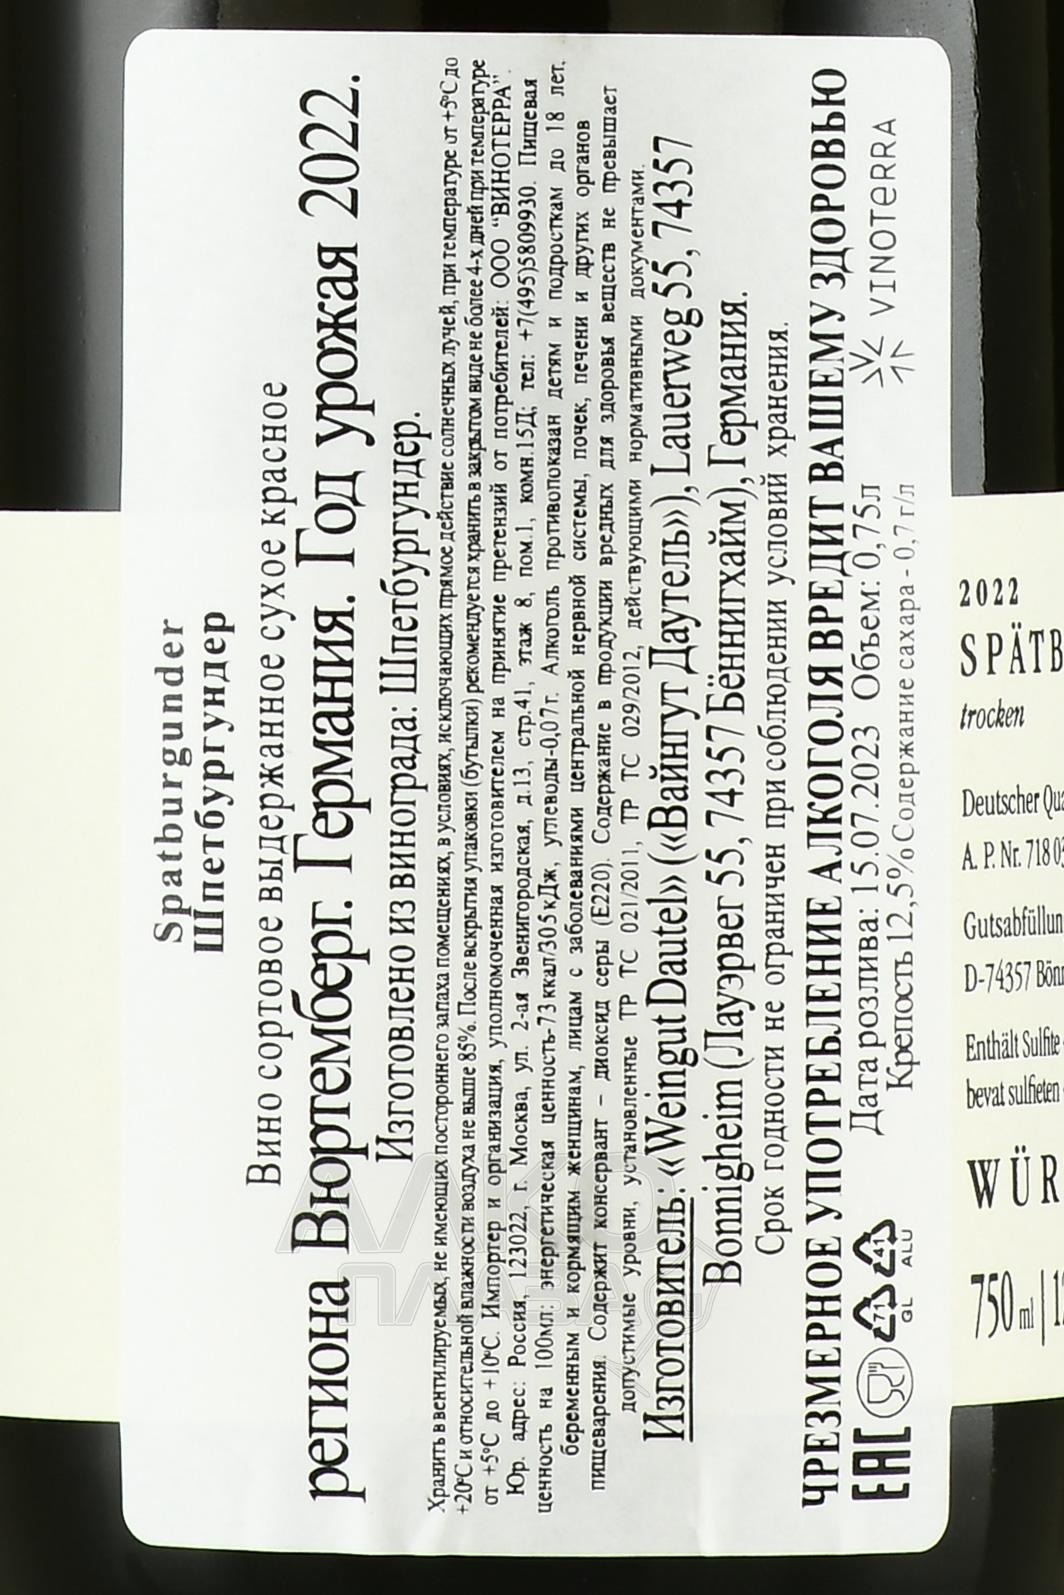 Spatburgunder
Шпетбургундер
Вино сортовое выдержанное сухое красное
региона Вюртемберг. Германия. Год урожая 2022.
Изготовлено из винограда: Шпетбургундер.
Хранить в вентилируемых, не имеющих постороннего запаха помещениях, в условиях, исключающих прямое действие солнечных лучей, при температуре от +5°С до
+20°С и относительной влажности воздуха не выше 85%. После вскрытия упаковки (бутылки) рекомендуется хранить в закрытом виде не более 4-х дней при температуре
от +5°С до +10°С. Импортер и организация, уполномоченная изготовителем на принятие претензий от потребителей: ООО "ВИНОТЕРРА".
Юр. адрес: Россия, 123022, г. Москва, ул. 2-ая Звенигородская, д.13, стр.41, этаж 8, пом.1, комн.15Д; тел: +7(495)5809930. Пищевая
ценность на 100мл: энергетическая ценность-73 ккал/305 кДж, углеводы-0,07г. Алкоголь противопоказан детям и подросткам до 18 лет,
беременным и кормящим женщинам, лицам с заболеваниями центральной нервной системы, почек, печени и других органов
пищеварения. Содержит консервант – диоксид серы (Е220). Содержание в продукции вредных для здоровья веществ не превышает
допустимые уровни, установленные ТР ТС 021/2011, ТР ТС 029/2012, действующими нормативными документами.
Изготовитель: «Weingut Dautel» («Вайнгут Даутель»), Lauerweg 55, 74357
Bonnigheim (Лауэрвег 55, 74357 Бённигхайм), Германия.
Срок годности не ограничен при соблюдении условий хранения.
ЧРЕЗМЕРНОЕ УПОТРЕБЛЕНИЕ АЛКОГОЛЯ ВРЕДИТ ВАШЕМУ ЗДОРОВЬЮ
Дата розлива: 15.07.2023 Объем: 0,75л
Крепость 12,5% Содержание сахара - 0,7 г/л
EAC
71
GL
41
ALU
VINOTERRA
2022
SPÄTB
trocken
Deutscher Qua
A. P. Nr. 718 03
Gutsabfüllun
D-74357 Bönn
Enthält Sulfite
bevat sulfieten
WÜR
750 ml | 1